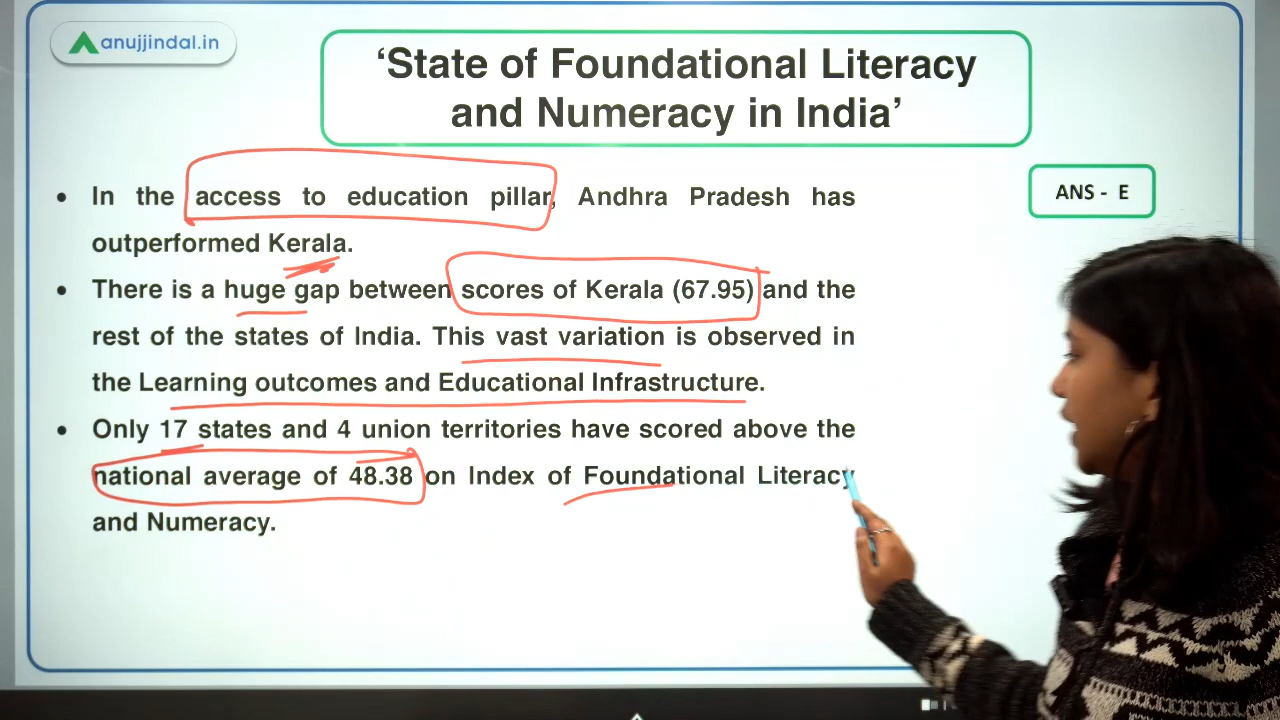 anujjindal.in
‘State of Foundational Literacy
and Numeracy in India’
• In the access to education pillar, Andhra Pradesh has
outperformed Kerala.
ANS - E
• There is a huge gap between scores of Kerala (67.95) and the
rest of the states of India. This vast variation is observed in
the Learning outcomes and Educational Infrastructure.
• Only 17 states and 4 union territories have scored above the
national average of 48.38 on Index of Foundational Literacy
and Numeracy.